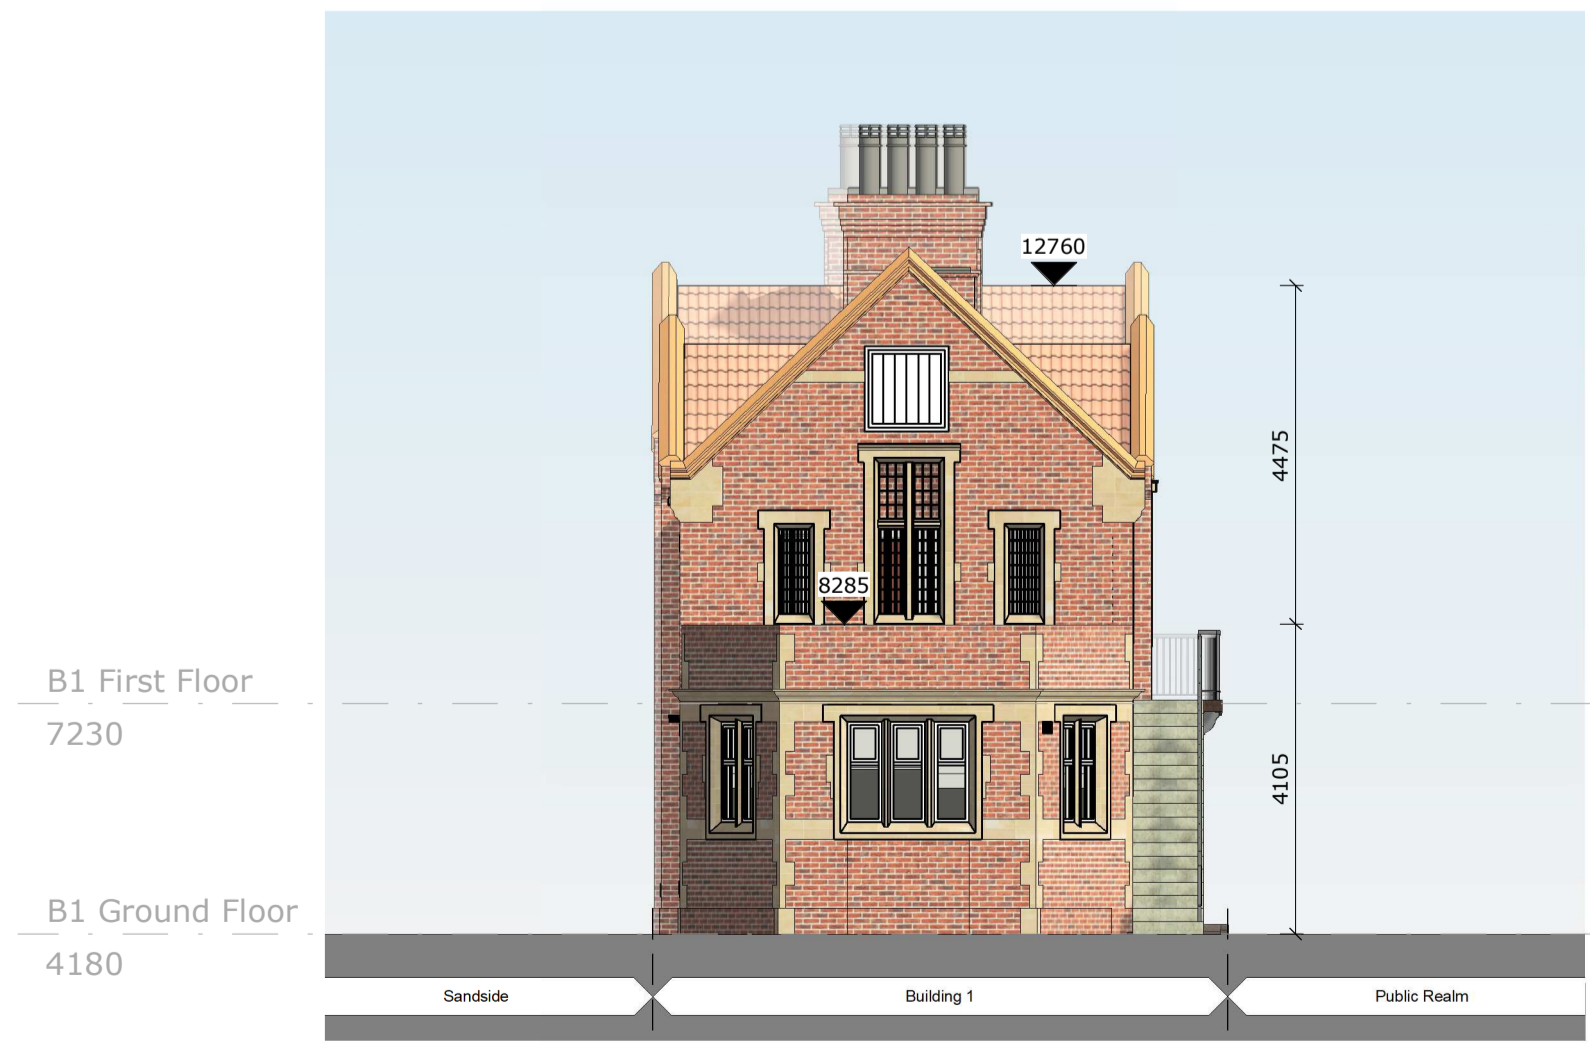 12760
4475
8285
B1 First Floor
7230
4105
B1 Ground Floor
4180
Sandside
Building 1
Public Realm